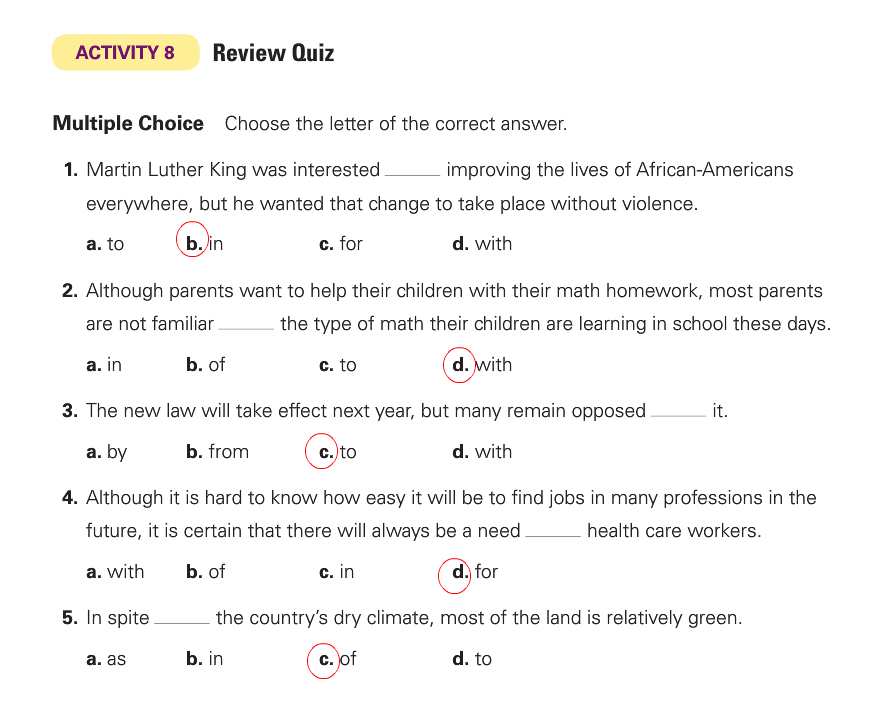 ACTIVITY 8 Review Quiz
Multiple Choice Choose the letter of the correct answer.
1. Martin Luther King was interested _____ improving the lives of African-Americans
everywhere, but he wanted that change to take place without violence.
a. to b. in c. for d. with
2. Although parents want to help their children with their math homework, most parents
are not familiar _____ the type of math their children are learning in school these days.
a. in b. of c. to d. with
3. The new law will take effect next year, but many remain opposed _____ it.
a. by b. from c. to d. with
4. Although it is hard to know how easy it will be to find jobs in many professions in the
future, it is certain that there will always be a need _____ health care workers.
a. with b. of c. in d. for
5. In spite _____ the country’s dry climate, most of the land is relatively green.
a. as b. in c. of d. to